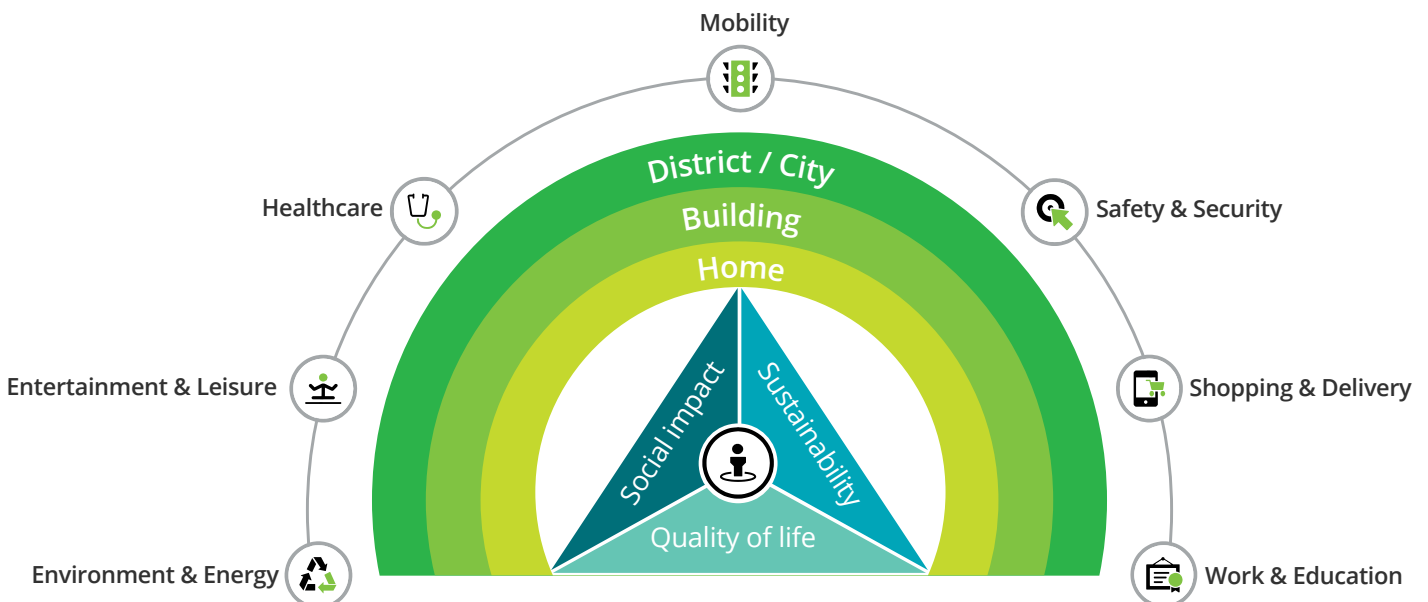 Mobility
Healthcare
Safety & Security
District / City
Building
Home
Entertainment & Leisure
Shopping & Delivery
Social impact
Sustainability
Quality of life
Environment & Energy
Work & Education